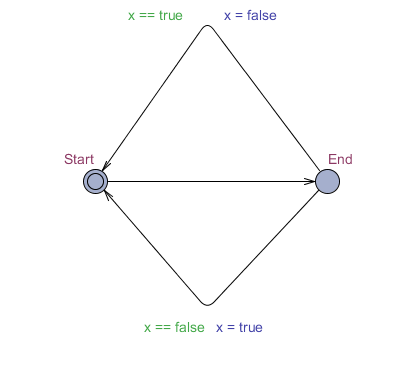 x == true x = false
Start End
x == false x = true